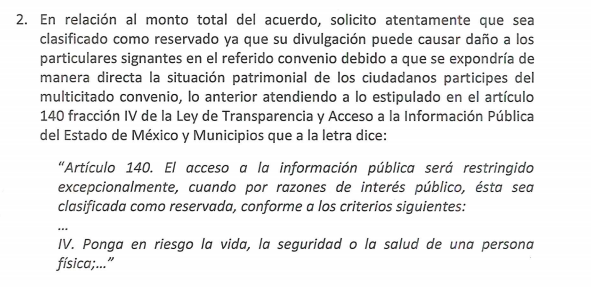 2. En relación al monto total del acuerdo, solicito atentamente que sea
clasificado como reservado ya que su divulgación puede causar daño a los
particulares signantes en el referido convenio debido a que se expondría de
manera directa la situación patrimonial de los ciudadanos participes del
multicitado convenio, lo anterior atendiendo a lo estipulado en el artículo
140 fracción IV de la Ley de Transparencia y Acceso a la Información Pública
del Estado de México y Municipios que a la letra dice:
“Artículo 140. El acceso a la información pública será restringido
excepcionalmente, cuando por razones de interés público, ésta sea
clasificada como reservada, conforme a los criterios siguientes:
...
IV. Ponga en riesgo la vida, la seguridad o la salud de una persona
física;...”